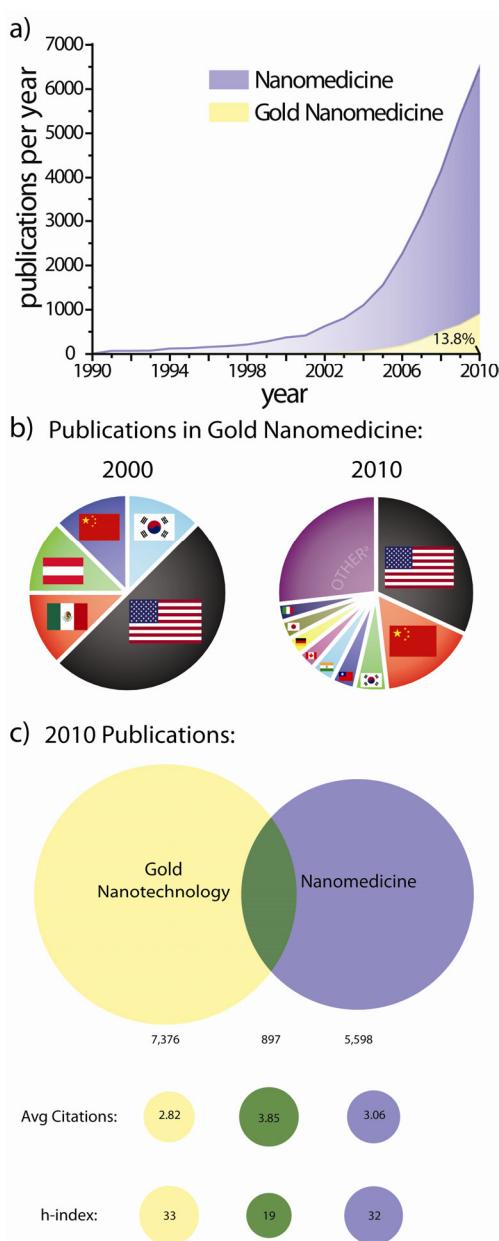 a)
7000
6000
5000
4000
3000
2000
1000
0
publications per year
Nanomedicine
Gold Nanomedicine
13.8%
1990 1994 1998 2002 2006 2010
year
b) Publications in Gold Nanomedicine:
2000 2010
OTHERᵃ
c) 2010 Publications:
Gold
Nanotechnology
Nanomedicine
7,376 897 5,598
Avg Citations: 2.82 3.85 3.06
h-index: 33 19 32